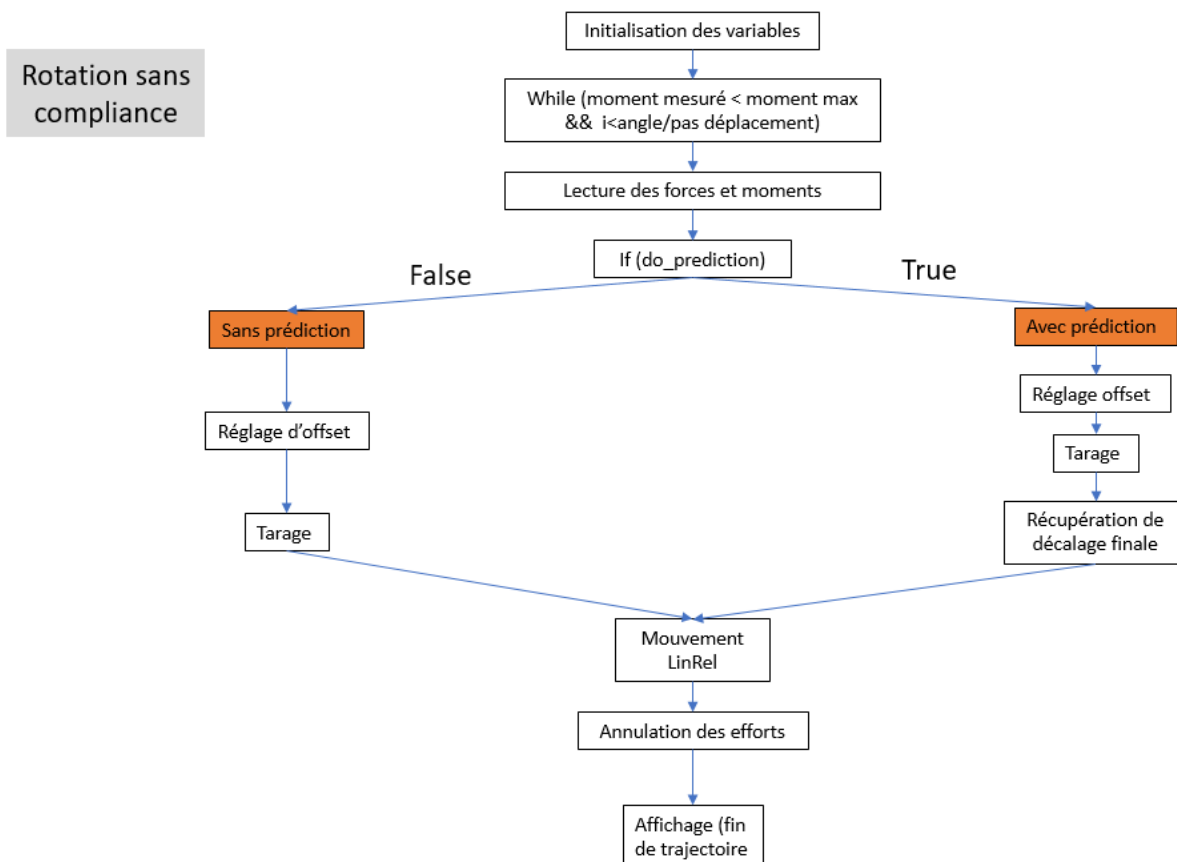 Initialisation des variables
Rotation sans
compliance
While (moment mesuré < moment max
&& i<angle/pas déplacement)
Lecture des forces et moments
If (do_prediction)
False
True
Sans prédiction
Avec prédiction
Réglage offset
Réglage d’offset
Tarage
Tarage
Récupération de
décalage finale
Mouvement
LinRel
Annulation des efforts
Affichage (fin
de trajectoire